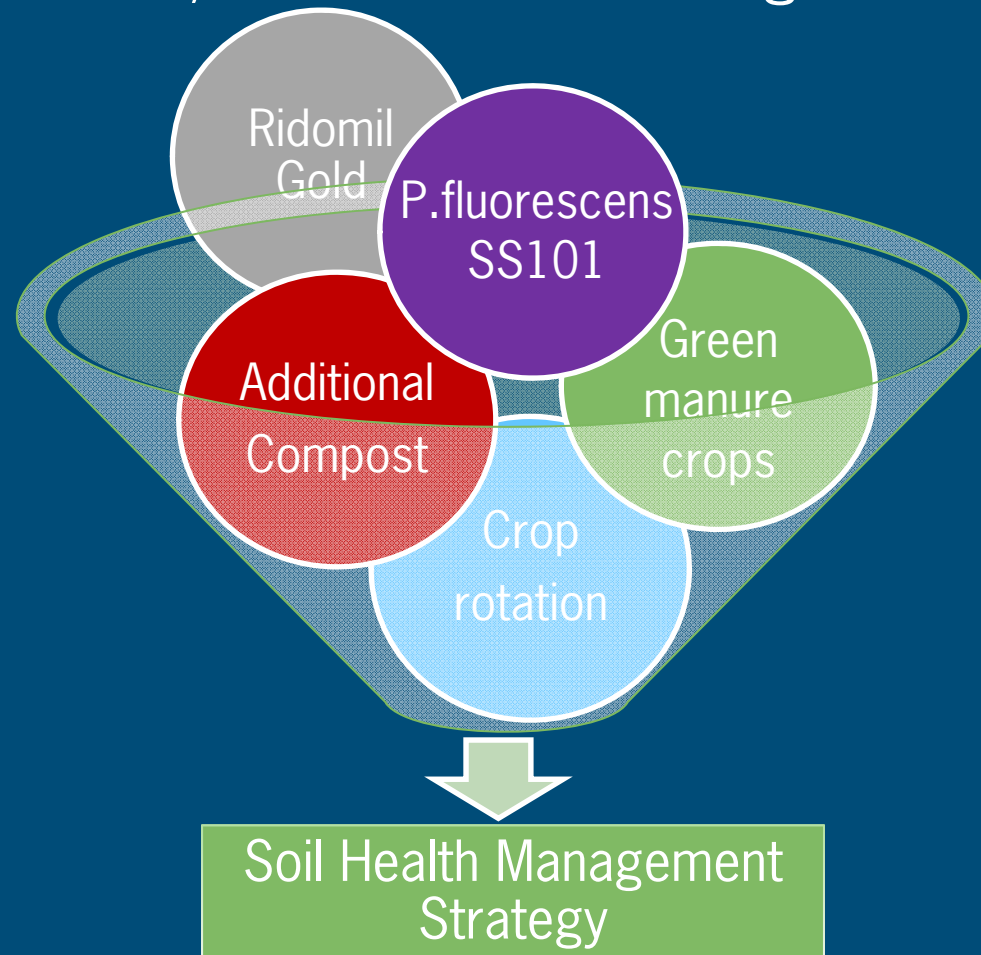 Ridomil
Gold
P.fluorescens
SS101
Additional
Compost
Green
manure
crops
Crop
rotation
Soil Health Management
Strategy